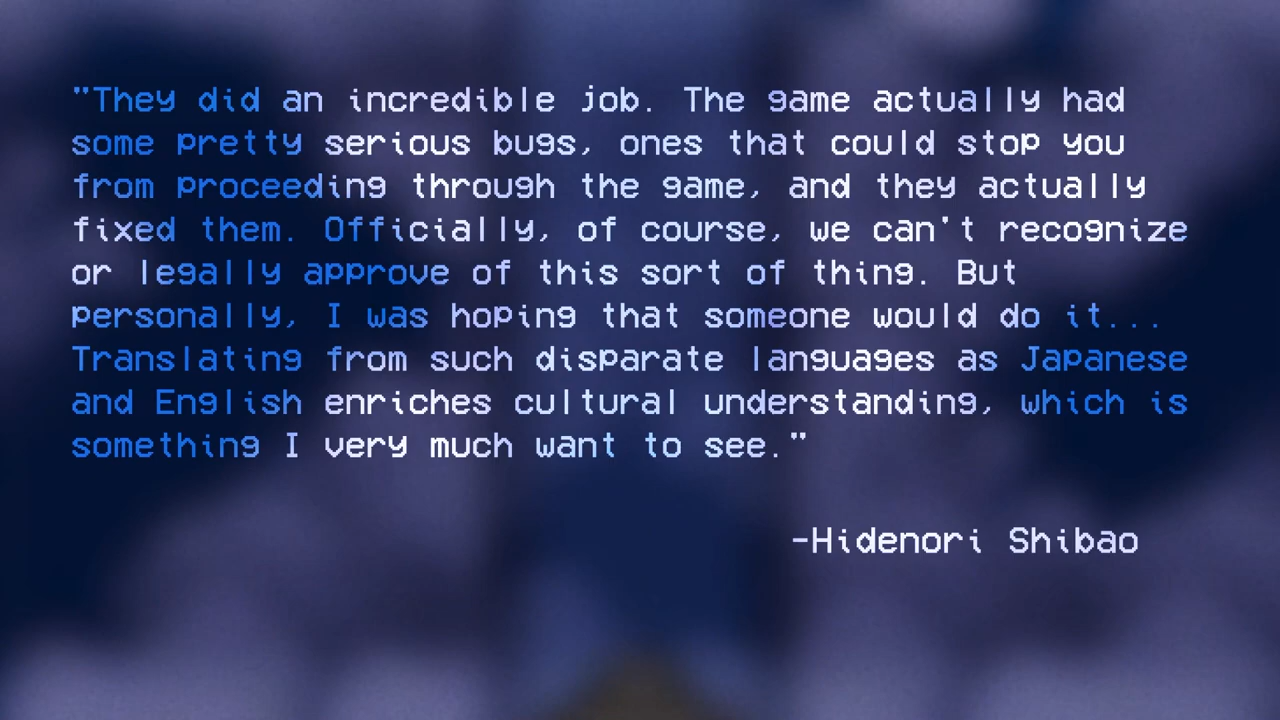 "They did an incredible job. The game actually had
some pretty serious bugs, ones that could stop you
from proceeding through the game, and they actually
fixed them. Officially, of course, we can't recognize
or legally approve of this sort of thing. But
personally, I was hoping that someone would do it...
Translating from such disparate languages as Japanese
and English enriches cultural understanding, which is
something I very much want to see."
-Hidenori Shibao